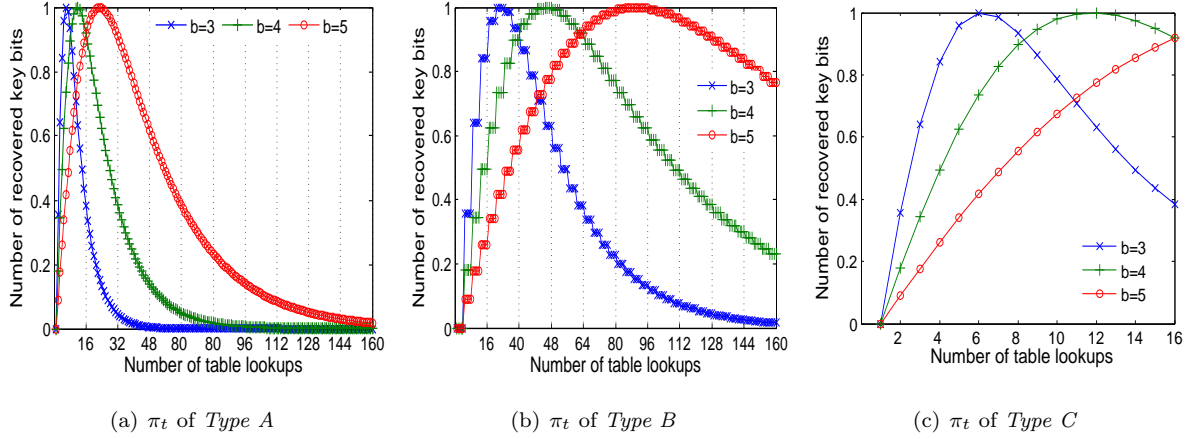 1
0.8
0.6
0.4
0.2
0
Number of recovered key bits
b=3 b=4 b=5
16 32 48 80 96 112 128 144 160
Number of table lookups
(a) πt of Type A
1
0.8
0.6
0.4
0.2
0
Number of recovered key bits
b=3
b=4
b=5
16 40 48 80 96 112 128 144 160
Number of table lookups
(b) πt of Type B
1
0.8
0.6
0.4
0.2
0
Number of recovered key bits
b=3
b=4
b=5
2 4 6 8 10 12 14 16
Number of table lookups
(c) πt of Type C